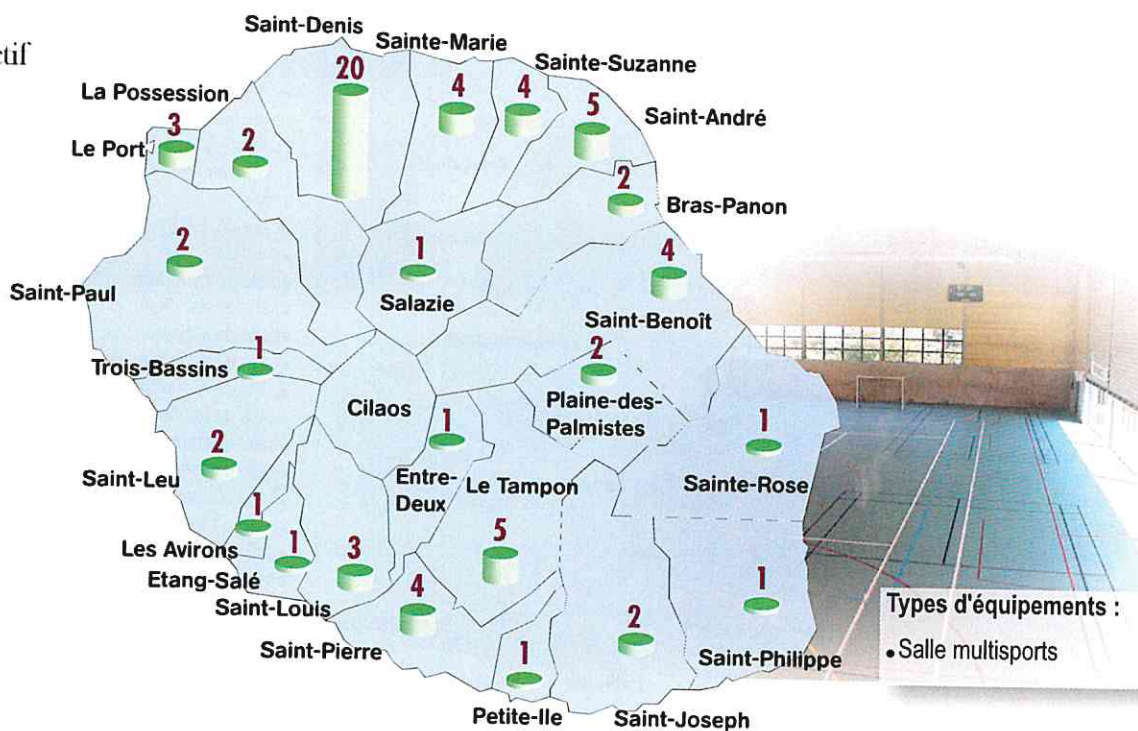 ctif
Saint-Denis
20
Sainte-Marie
4
Sainte-Suzanne
4
Saint-André
5
La Possession
2
Le Port
3
Bras-Panon
2
Saint-Paul
2
Salazie
1
Saint-Benoît
4
Trois-Bassins
1
Cilaos
Plaine-des-
Palmistes
2
Entre-
Deux
1
Sainte-Rose
1
Saint-Leu
2
Le Tampon
5
Les Avirons
1
Etang-Salé
1
Saint-Louis
3
Saint-Pierre
4
Petite-Ile
1
Saint-Joseph
2
Saint-Philippe
1
Types d'équipements :
• Salle multisports